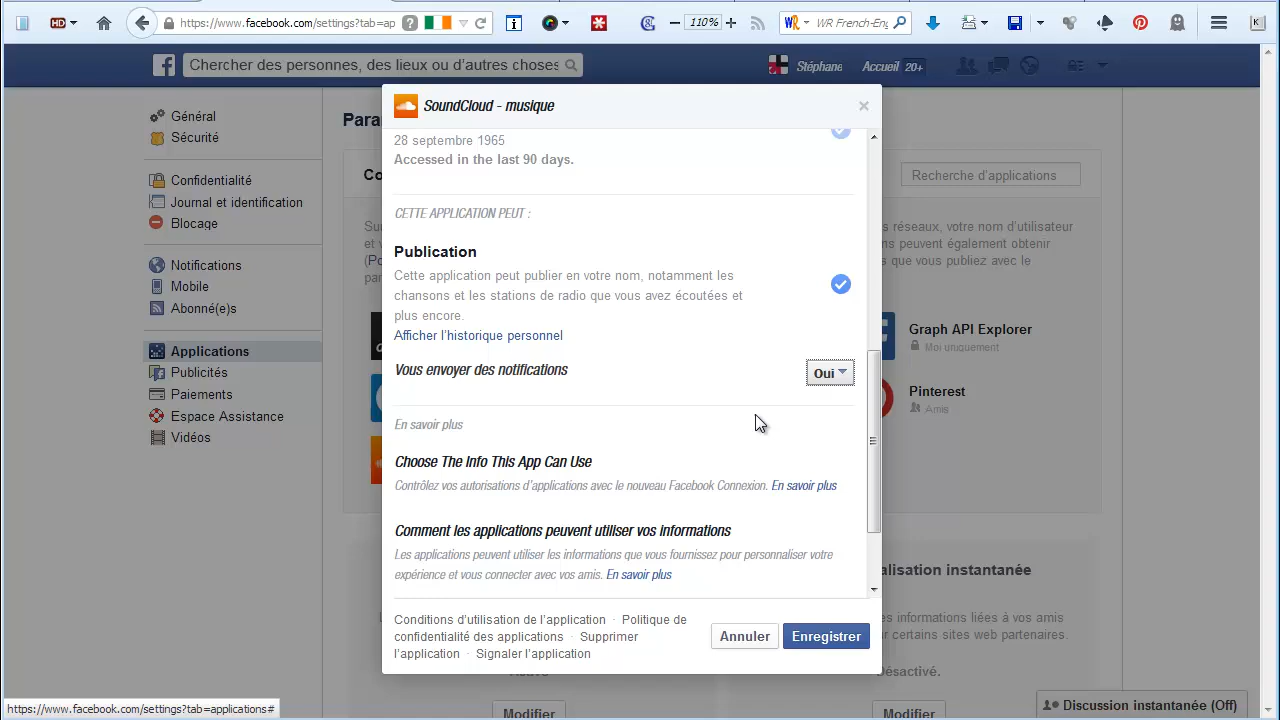 HD
https://www.facebook.com/settings?tab=ap
110%
WR French-En
Chercher des personnes, des lieux ou d'autres choses
Stéphane
Accueil 20+
Général
Sécurité
Confidentialité
Journal et identification
Blocage
Notifications
Mobile
Abonné(e)s
Applications
Publicités
Paiements
Espace Assistance
Vidéos
Para
Co
Recherche d'applications
réseaux, votre nom d'utilisateur
peuvent également obtenir
que vous publiez avec le
Graph API Explorer
Moi uniquement
Pinterest
Amis
alisation instantanée
informations liées à vos amis
certains sites web partenaires.
Désactivé.
Modifier
Modifier
SoundCloud - musique
28 septembre 1965
Accessed in the last 90 days.
CETTE APPLICATION PEUT :
Publication
Cette application peut publier en votre nom, notamment les
chansons et les stations de radio que vous avez écoutées et
plus encore.
Afficher l'historique personnel
Vous envoyer des notifications
Oui
En savoir plus
Choose The Info This App Can Use
Contrôlez vos autorisations d'applications avec le nouveau Facebook Connexion. En savoir plus
Comment les applications peuvent utiliser vos informations
Les applications peuvent utiliser les informations que vous fournissez pour personnaliser votre
expérience et vous connecter avec vos amis. En savoir plus
Conditions d'utilisation de l'application · Politique de
confidentialité des applications · Supprimer
l'application · Signaler l'application
Annuler
Enregistrer
https://www.facebook.com/settings?tab=applications#
Discussion instantanée (Off)